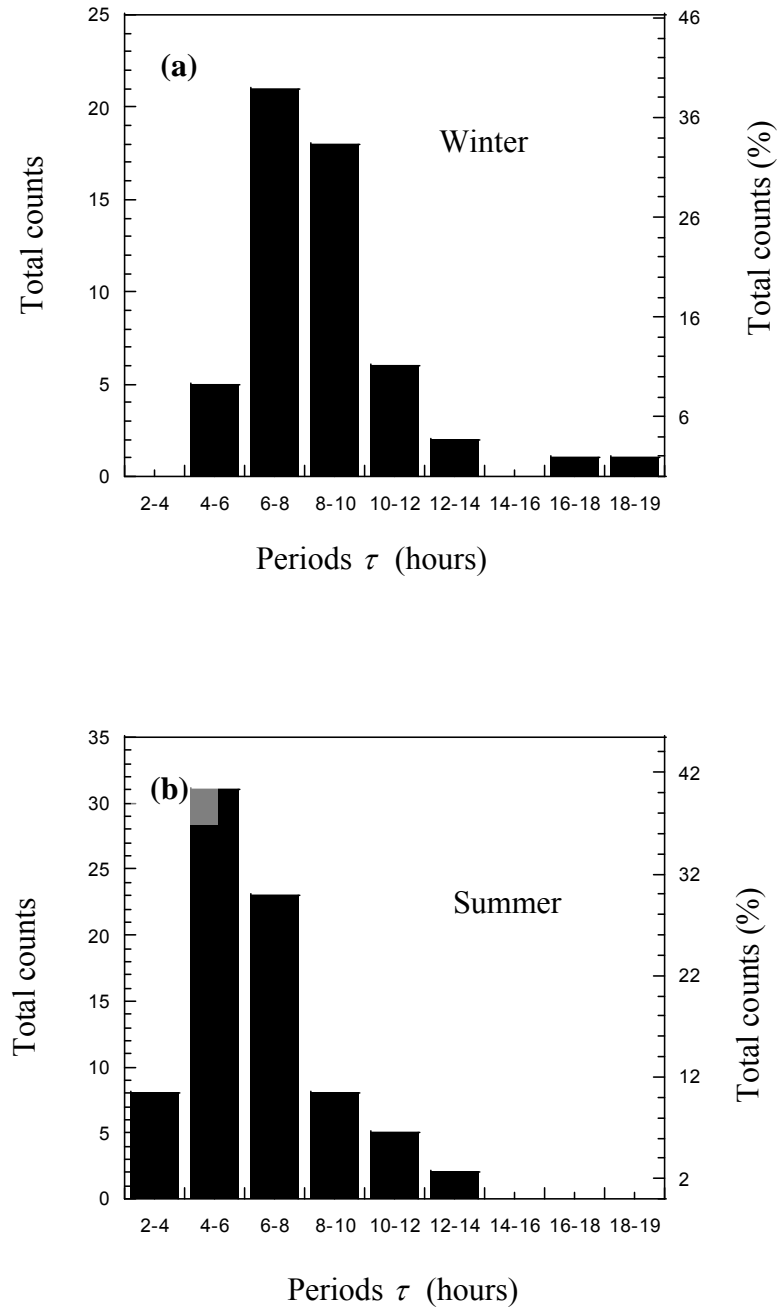 (a)
Winter
Total counts
25
20
15
10
5
0
Total counts (%)
46
36
26
16
6
2-4 4-6 6-8 8-10 10-12 12-14 14-16 16-18 18-19
Periods τ (hours)
(b)
Summer
Total counts
35
30
25
20
15
10
5
0
Total counts (%)
42
32
22
12
2
2-4 4-6 6-8 8-10 10-12 12-14 14-16 16-18 18-19
Periods τ (hours)